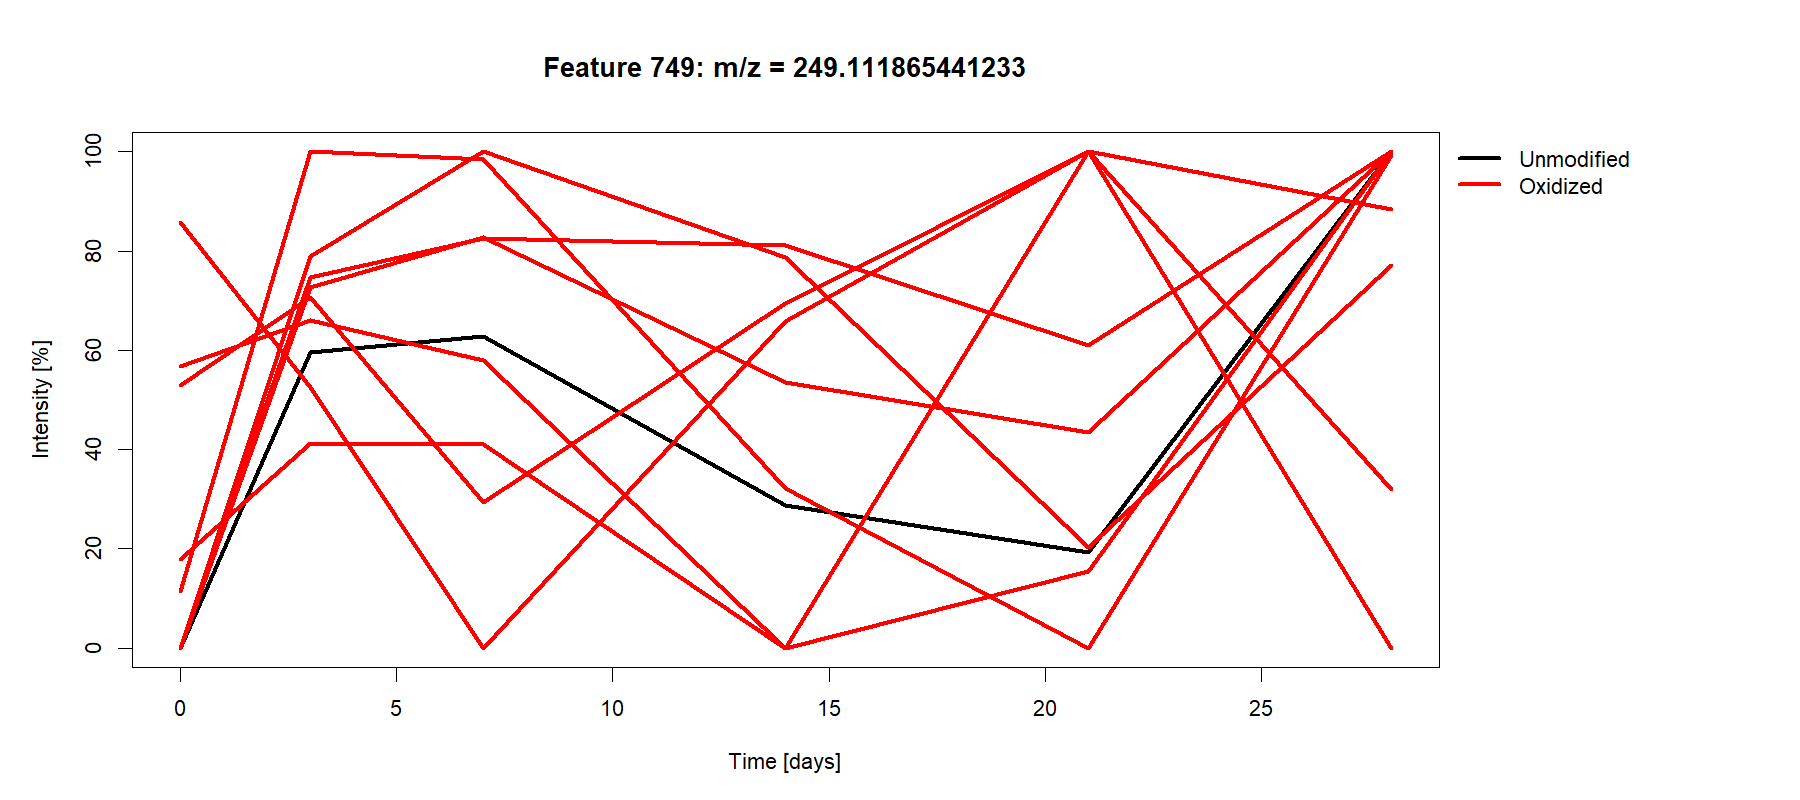 Feature 749: m/z = 249.111865441233
100
80
60
40
20
0
Intensity [%]
0 5 10 15 20 25
Time [days]
Unmodified
Oxidized